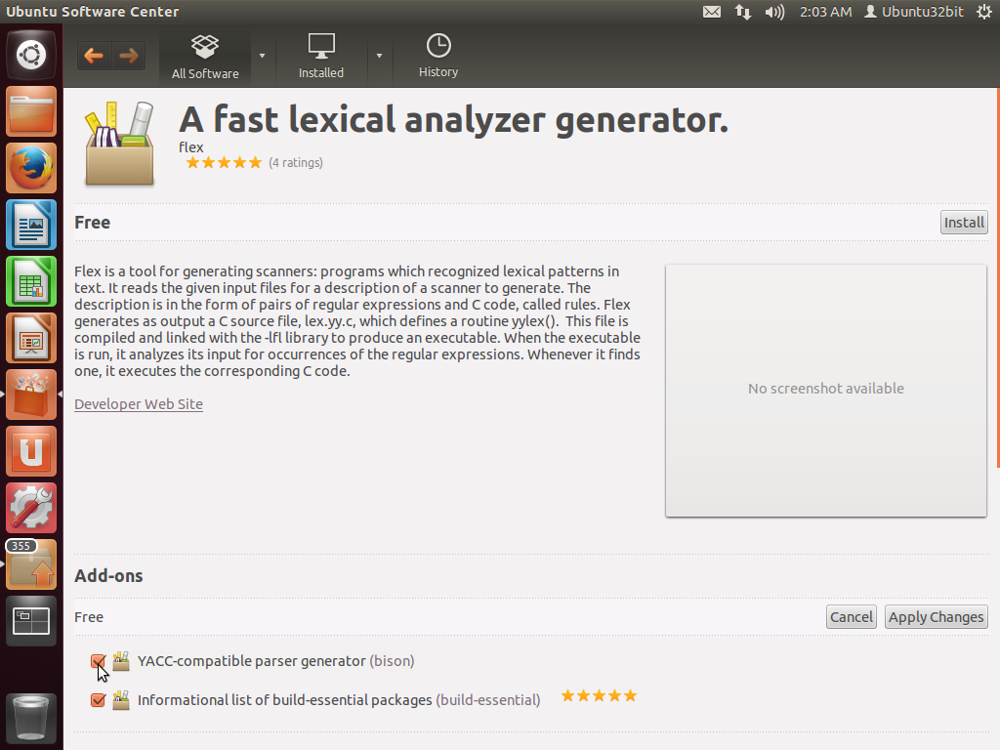 Ubuntu Software Center
2:03 AM
Ubuntu32bit
All Software
Installed
History
A fast lexical analyzer generator.
flex
(4 ratings)
Free
Install
Flex is a tool for generating scanners: programs which recognized lexical patterns in
text. It reads the given input files for a description of a scanner to generate. The
description is in the form of pairs of regular expressions and C code, called rules. Flex
generates as output a C source file, lex.yy.c, which defines a routine yylex().  This file is
compiled and linked with the -lfl library to produce an executable. When the executable
is run, it analyzes its input for occurrences of the regular expressions. Whenever it finds
one, it executes the corresponding C code.
Developer Web Site
No screenshot available
355
Add-ons
Free
Cancel
Apply Changes
YACC-compatible parser generator (bison)
Informational list of build-essential packages (build-essential)